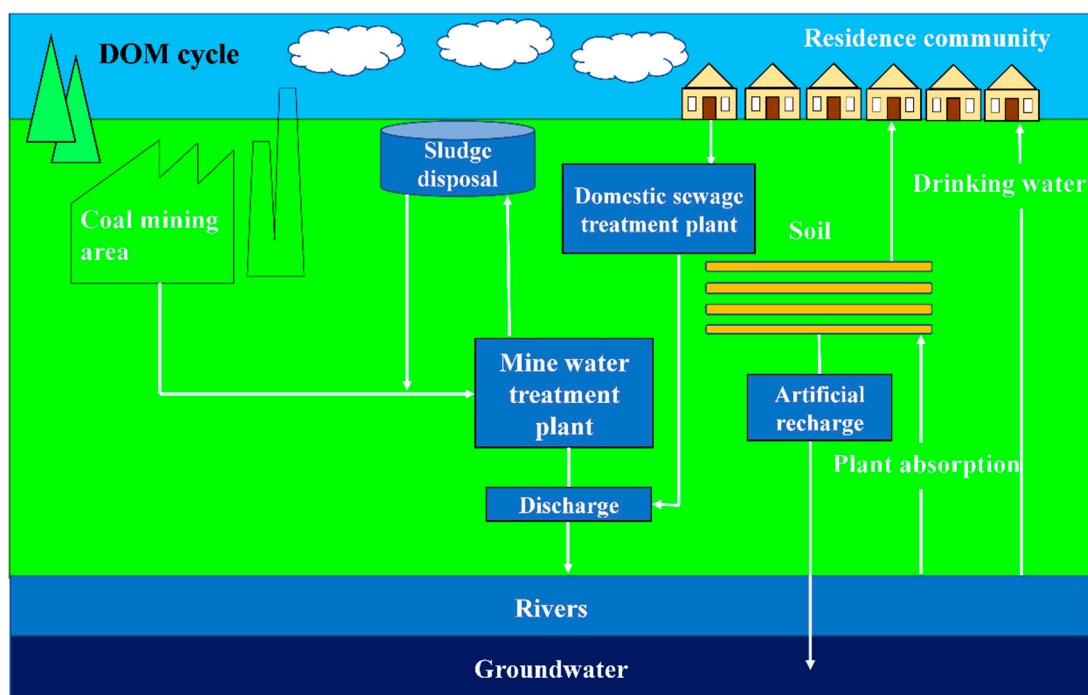 DOM cycle
Residence community
Sludge
disposal
Domestic sewage
treatment plant
Drinking water
Coal mining
area
Soil
Mine water
treatment
plant
Artificial
recharge
Plant absorption
Discharge
Rivers
Groundwater